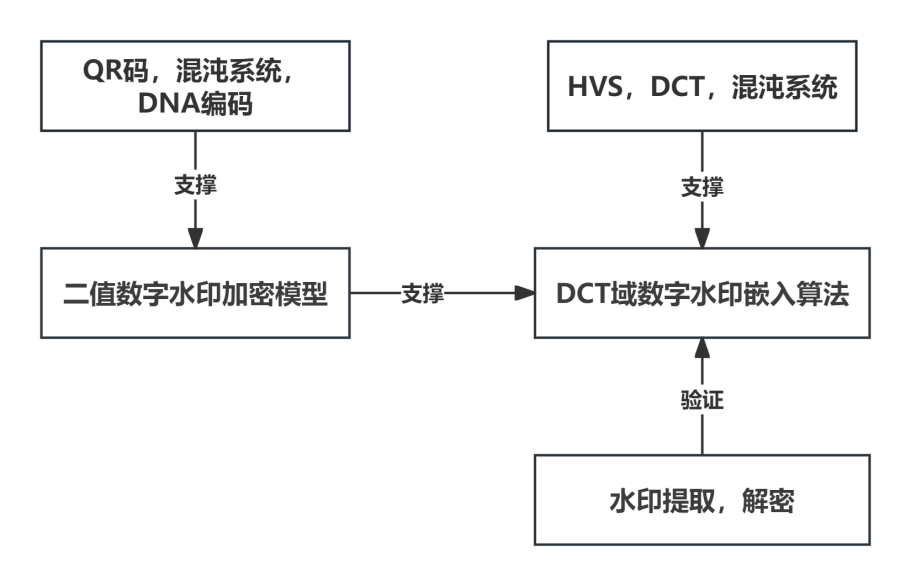 QR码，混沌系统，
DNA编码
HVS，DCT，混沌系统
支撑
支撑
二值数字水印加密模型
支撑
DCT域数字水印嵌入算法
验证
水印提取，解密